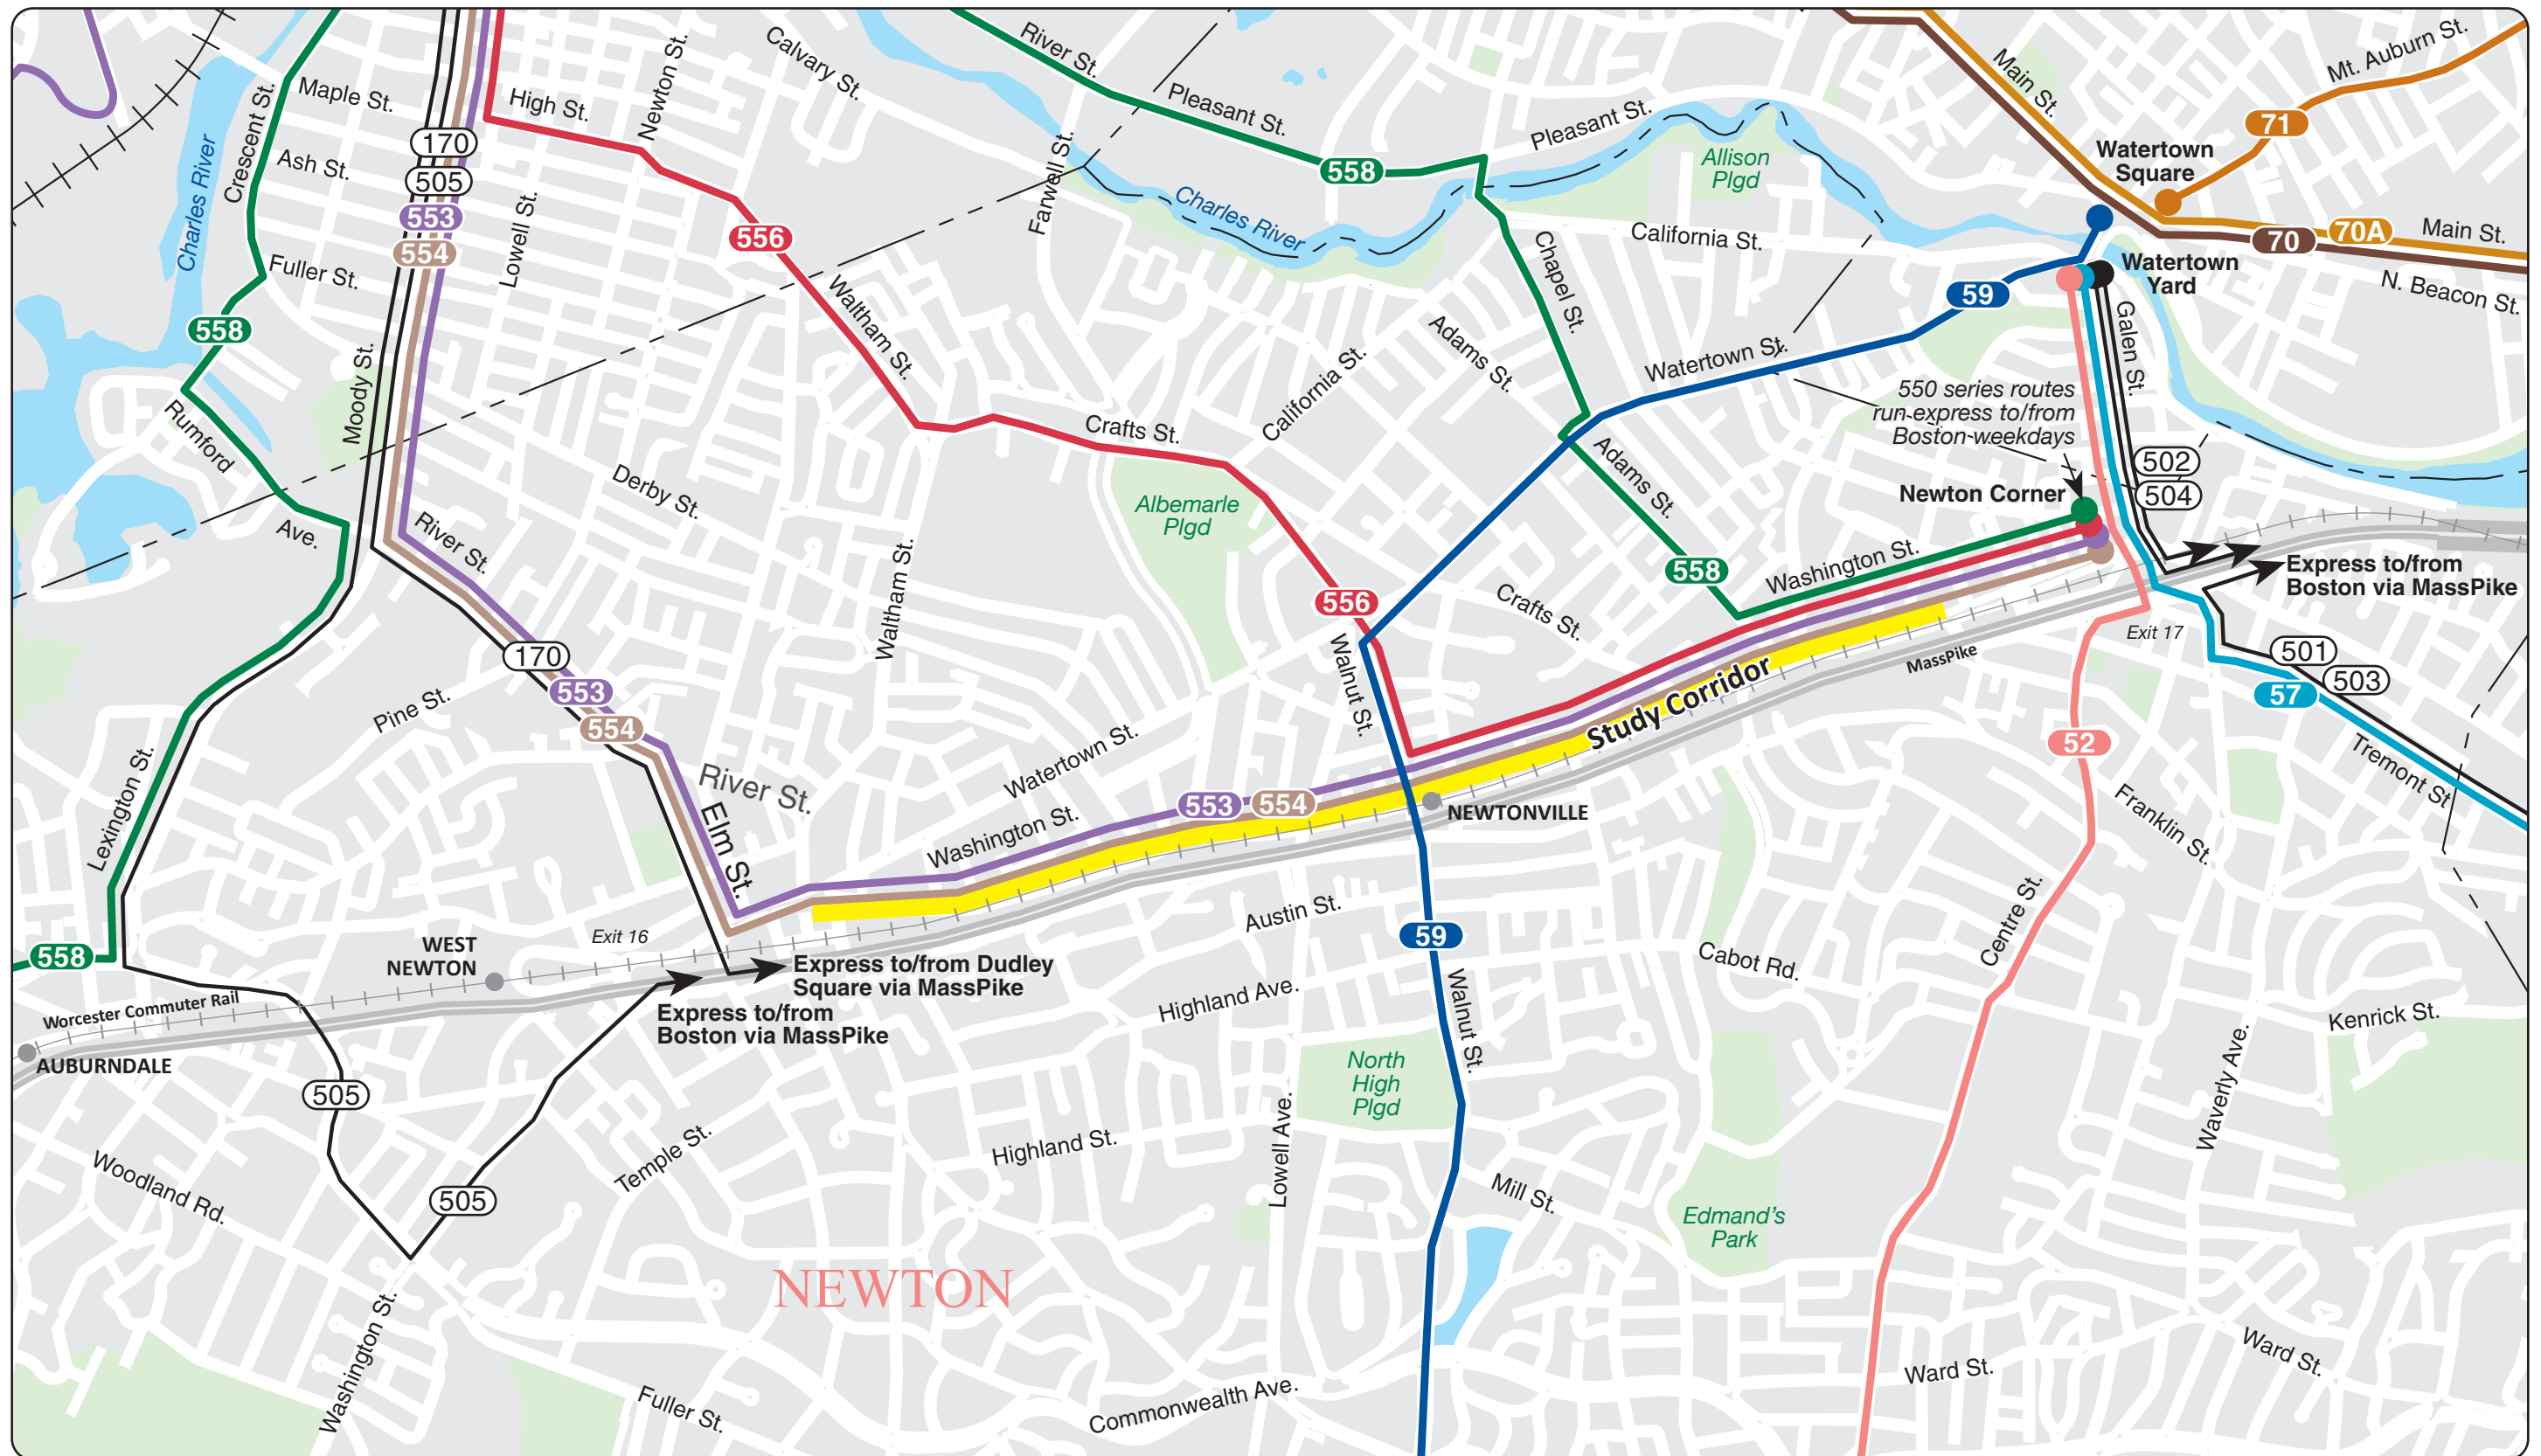 River St.
Calvary St.
Newton St.
Main St.
Mt. Auburn St.
Maple St.
High St.
Pleasant St.
Pleasant St.
Crescent St.
71
170
Watertown
Square
Ash St.
505
558
Allison
Plgd
Charles River
553
Lowell St.
Farwell St.
Charles River
556
California St.
70
70A
Main St.
554
Fuller St.
Chapel St.
59
Watertown
Yard
N. Beacon St.
558
Waltham St.
Adams St.
Galen St.
Moody St.
California St.
Watertown St.
550 series routes
run express to/from
Boston weekdays
Rumford
Ave.
Crafts St.
Adams St.
502
504
Derby St.
Albemarle
Plgd
Newton Corner
River St.
Waltham St.
558
Washington St.
Express to/from
Boston via MassPike
556
Crafts St.
Exit 17
170
Walnut St.
MassPike
501
503
553
57
Pine St.
554
Study Corridor
52
Watertown St.
River St.
Tremont St
Lexington St.
Elm St.
553
554
NEWTONVILLE
Washington St.
Franklin St.
Austin St.
Centre St.
558
WEST
NEWTON
Exit 16
59
Cabot Rd.
Express to/from Dudley
Square via MassPike
Worcester Commuter Rail
Express to/from
Boston via MassPike
Highland Ave.
Walnut St.
Kenrick St.
AUBURNDALE
505
North
High
Plgd
Waverly Ave.
Temple St.
Highland St.
Lowell Ave.
Woodland Rd.
505
Mill St.
Edmand's
Park
NEWTON
Washington St.
Fuller St.
Commonwealth Ave.
Ward St.
Ward St.